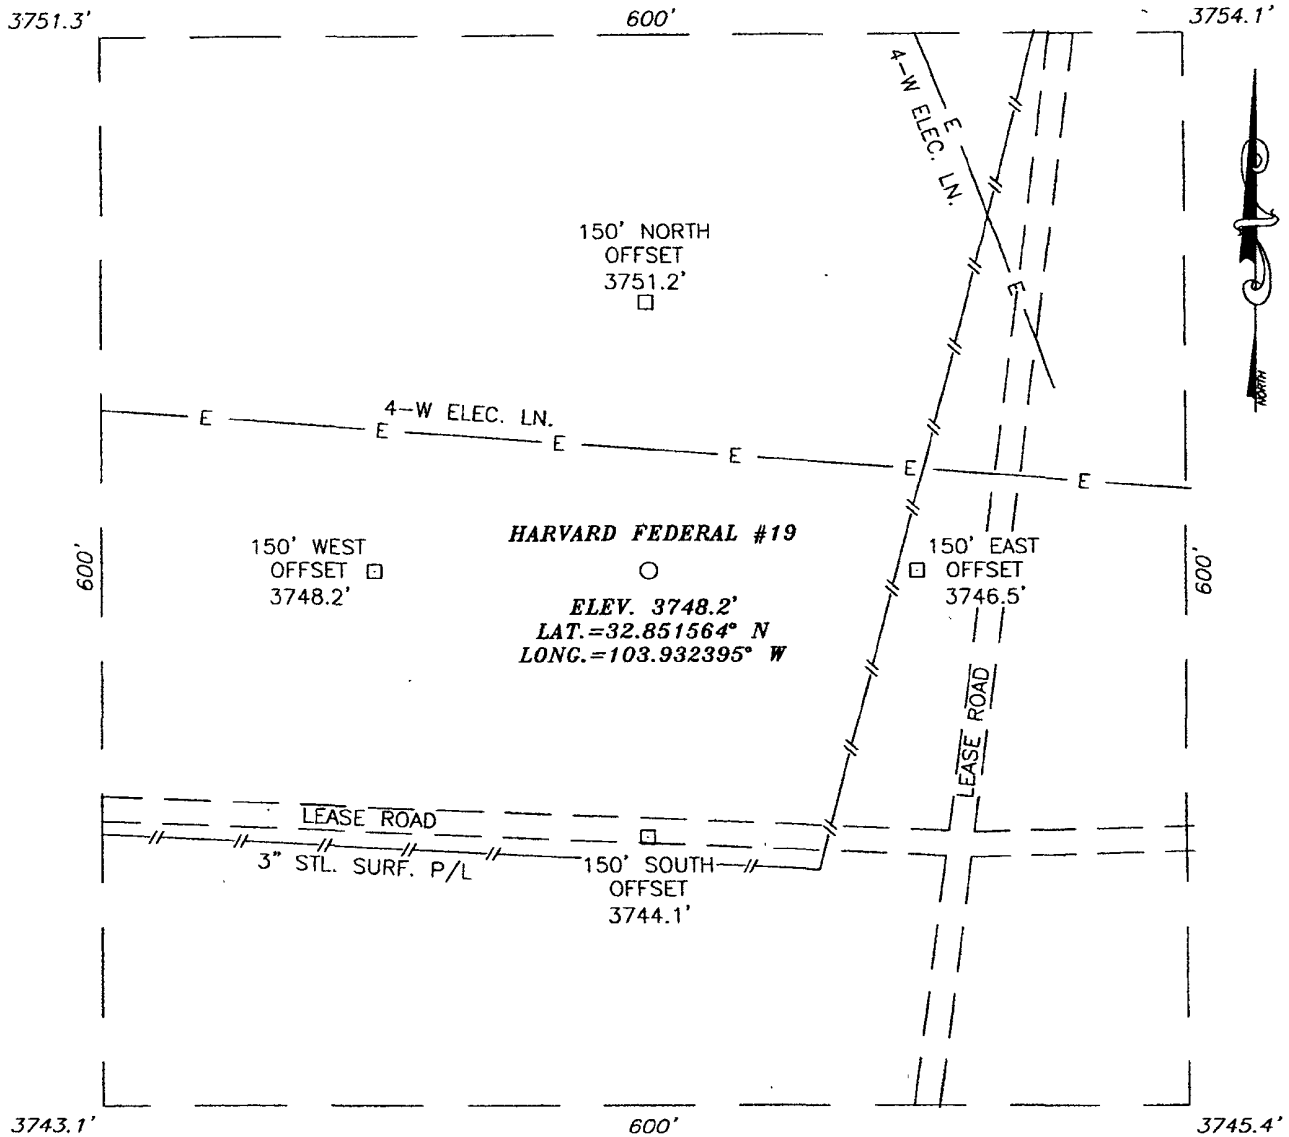 3751.3'
600'
3754.1'
4-W ELEC. LN.
E
E
150' NORTH
OFFSET
3751.2'
NORTH
4-W ELEC. LN.
E
E
E
E
E
E
600'
150' WEST
OFFSET
3748.2'
HARVARD FEDERAL #19
ELEV. 3748.2'
LAT.=32.851564° N
LONG.=103.932395° W
150' EAST
OFFSET
3746.5'
600'
LEASE ROAD
LEASE ROAD
3" STL. SURF. P/L
150' SOUTH
OFFSET
3744.1'
3743.1'
600'
3745.4'